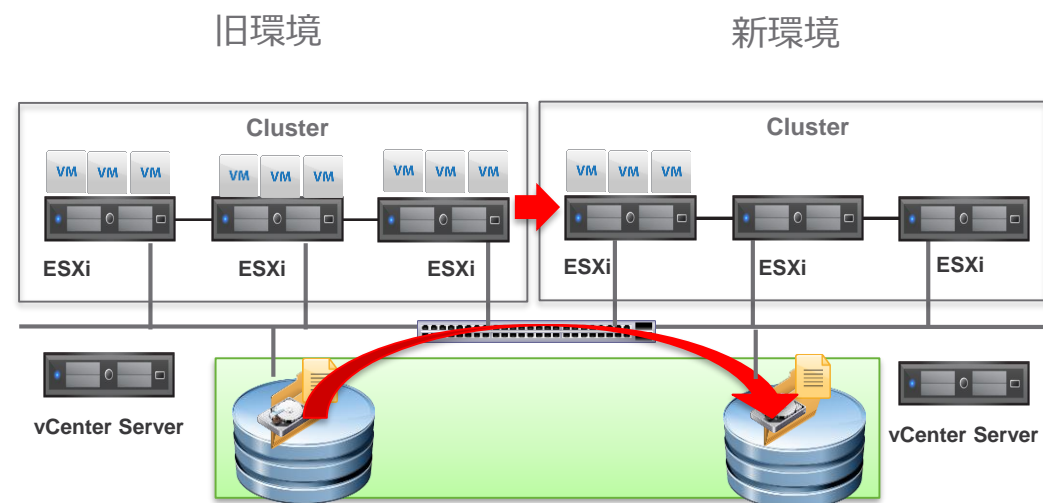 旧環境
新環境
Cluster
Cluster
VM VM VM
VM VM VM
VM VM VM
VM VM VM
ESXi
ESXi
ESXi
ESXi
ESXi
ESXi
vCenter Server
vCenter Server